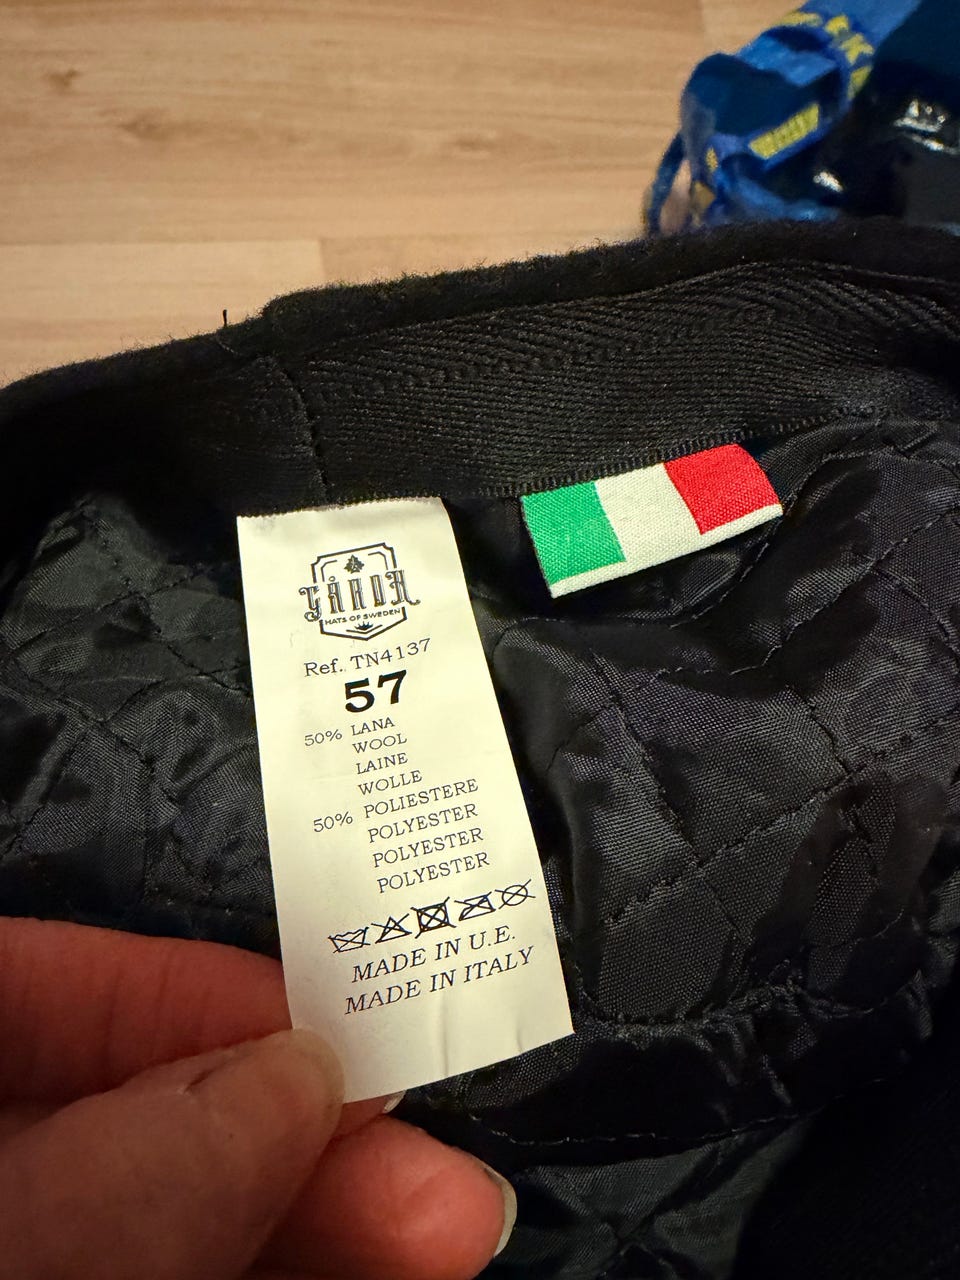 GÅRDA
HATS OF SWEDEN
Ref. TN4137
57
50% LANA
WOOL
LAINE
WOLLE
50% POLIESTERE
POLYESTER
POLYESTER
POLYESTER
MADE IN U.E.
MADE IN ITALY